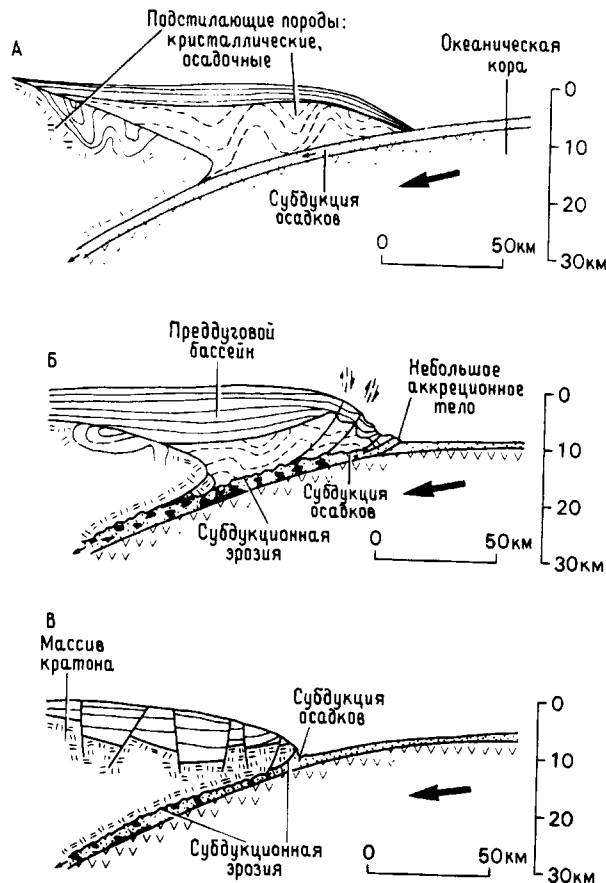 А
Подстилающие породы:
кристаллические,
осадочные
Океаническая
кора
0
10
20
30км
Субдукция
осадков
0
50км
Б
Преддуговой
бассейн
Небольшое
аккреционное
тело
0
10
20
30км
Субдукция
осадков
Субдукционная
эрозия
0
50км
В
Массив
кратона
Субдукция
осадков
0
10
20
30км
Субдукционная
эрозия
0
50км